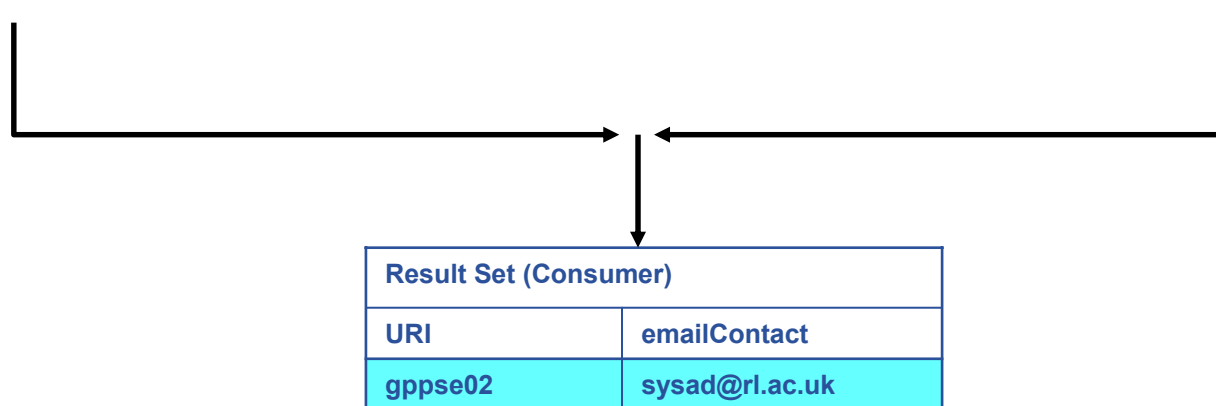 Result Set (Consumer)
URI emailContact
gppse02 sysad@rl.ac.uk